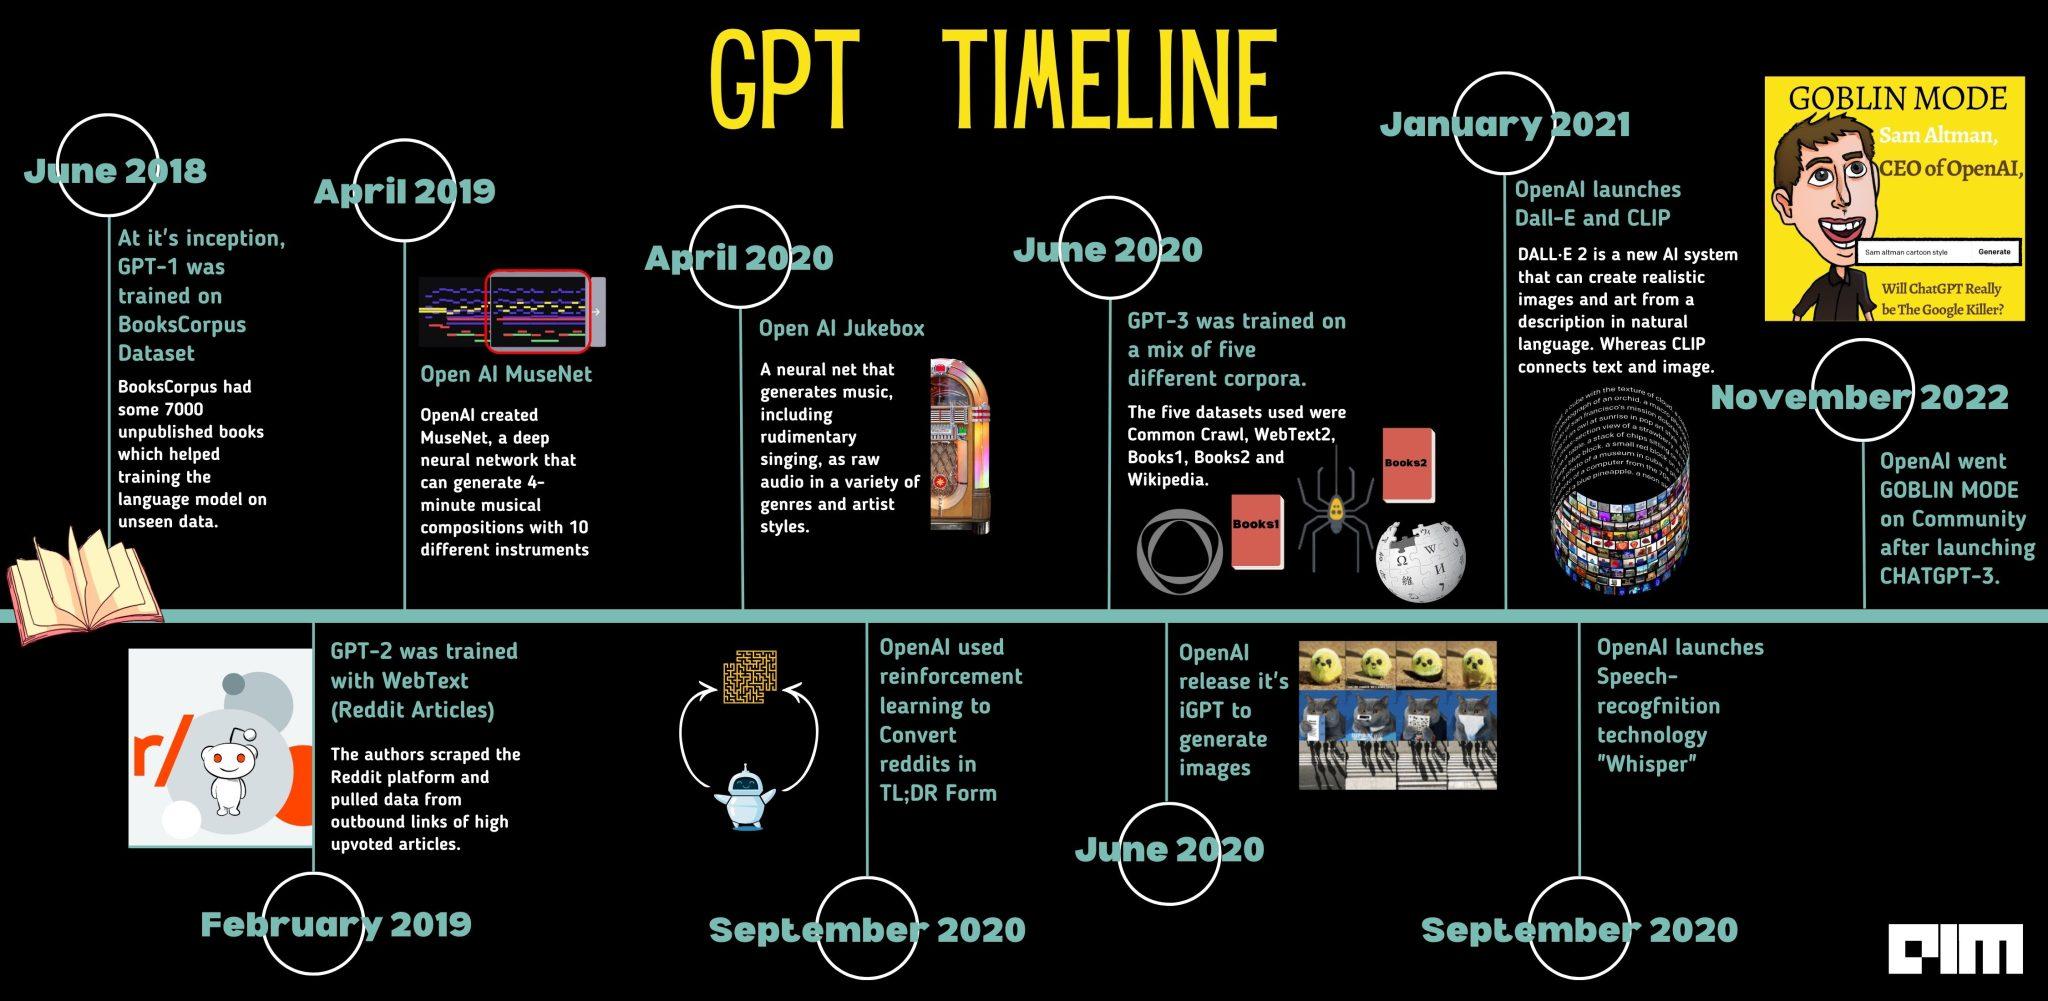 GPT TIMELINE
June 2018
At it's inception,
GPT-1 was
trained on
BooksCorpus
Dataset
BooksCorpus had
some 7000
unpublished books
which helped
training the
language model on
unseen data.
r/
GPT-2 was trained
with WebText
(Reddit Articles)
The authors scraped the
Reddit platform and
pulled data from
outbound links of high
upvoted articles.
February 2019
April 2019
Open AI MuseNet
OpenAI created
MuseNet, a deep
neural network that
can generate 4-
minute musical
compositions with 10
different instruments
April 2020
Open AI Jukebox
A neural net that
generates music,
including
rudimentary
singing, as raw
audio in a variety of
genres and artist
styles.
OpenAI used
reinforcement
learning to
Convert
reddits in
TL;DR Form
September 2020
June 2020
GPT-3 was trained on
a mix of five
different corpora.
The five datasets used were
Common Crawl, WebText2,
Books1, Books2 and
Wikipedia.
Books1
Books2
W
Ω
И
維
OpenAI
release it's
iGPT to
generate
images
June 2020
January 2021
OpenAI launches
Dall-E and CLIP
DALL·E 2 is a new AI system
that can create realistic
images and art from a
description in natural
language. Whereas CLIP
connects text and image.
OpenAI launches
Speech-
recogfnition
technology
"Whisper"
September 2020
GOBLIN MODE
Sam Altman,
CEO of OpenAI,
Sam altman cartoon style
Generate
Will ChatGPT Really
be The Google Killer?
November 2022
OpenAI went
GOBLIN MODE
on Community
after launching
CHATGPT-3.
AIM